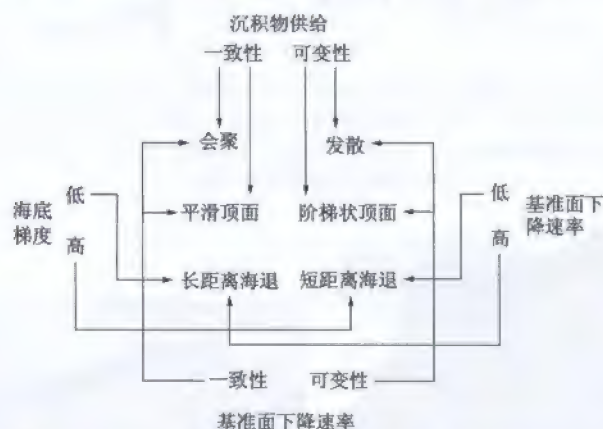 沉积物供给
一致性 可变性
会聚 发散
海底梯度
低
高
平滑顶面 阶梯状顶面
低
高
基准面下降速率
长距离海退 短距离海退
一致性 可变性
基准面下降速率